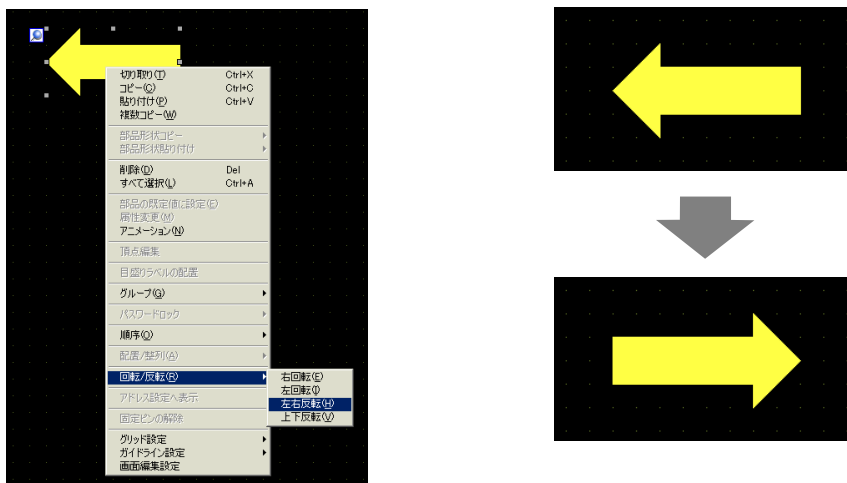 切り取り(T) Ctrl+X
コピー(C) Ctrl+C
貼り付け(P) Ctrl+V
複数コピー(W)
部品形状コピー
部品形状貼り付け
削除(D) Del
すべて選択(L) Ctrl+A
部品の既定値に設定(E)
属性変更(M)
アニメーション(N)
頂点編集
目盛りラベルの配置
グループ(G)
パスワードロック
順序(O)
配置/整列(A)
回転/反転(R)
右回転(E)
左回転(I)
左右反転(H)
上下反転(V)
アドレス設定へ表示
固定ピンの解除
グリッド設定
ガイドライン設定
画面編集設定